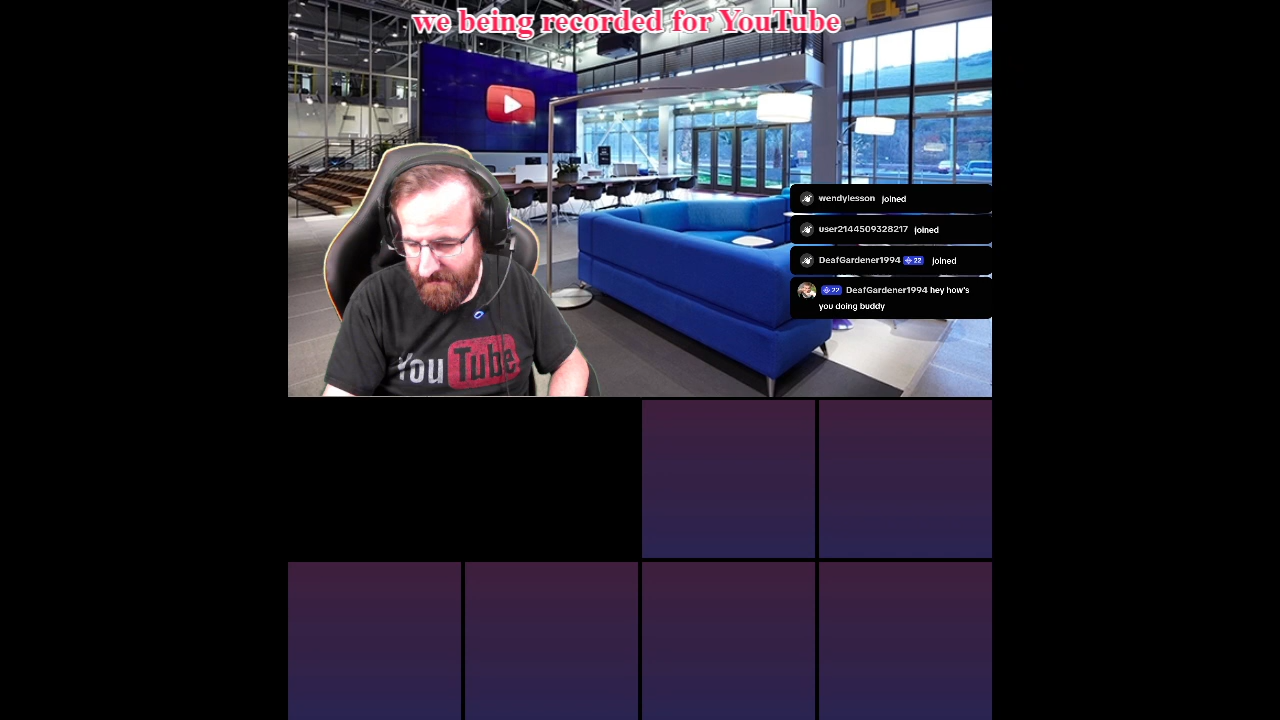 we being recorded for YouTube
wendylesson joined
user2144509328217 joined
DeafGardener1994 22 joined
22 DeafGardener1994 hey how's
you doing buddy
YouTube